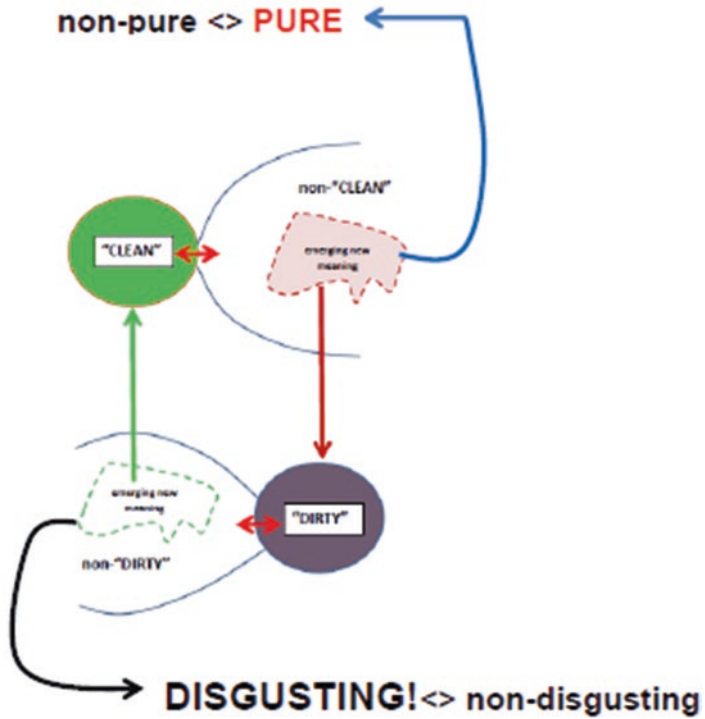 non-pure <> PURE
non-"CLEAN"
"CLEAN"
emerging new
meaning
emerging new
meaning
"DIRTY"
non-"DIRTY"
DISGUSTING!<> non-disgusting